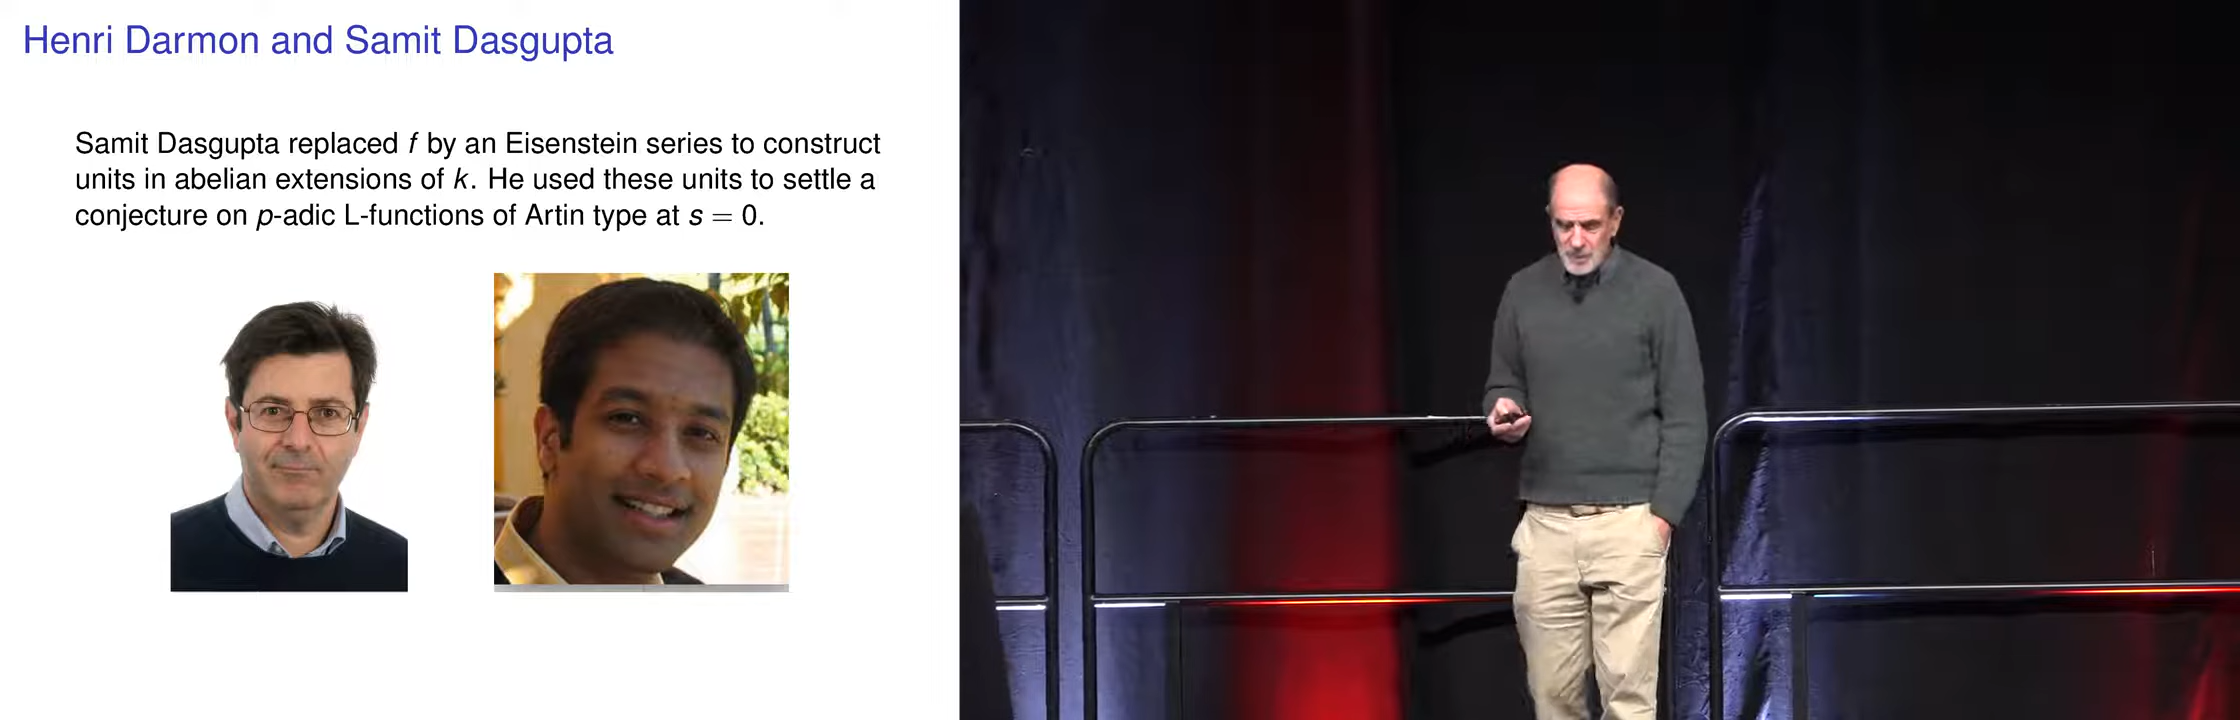 Henri Darmon and Samit Dasgupta
Samit Dasgupta replaced f by an Eisenstein series to construct
units in abelian extensions of k. He used these units to settle a
conjecture on p-adic L-functions of Artin type at s = 0.